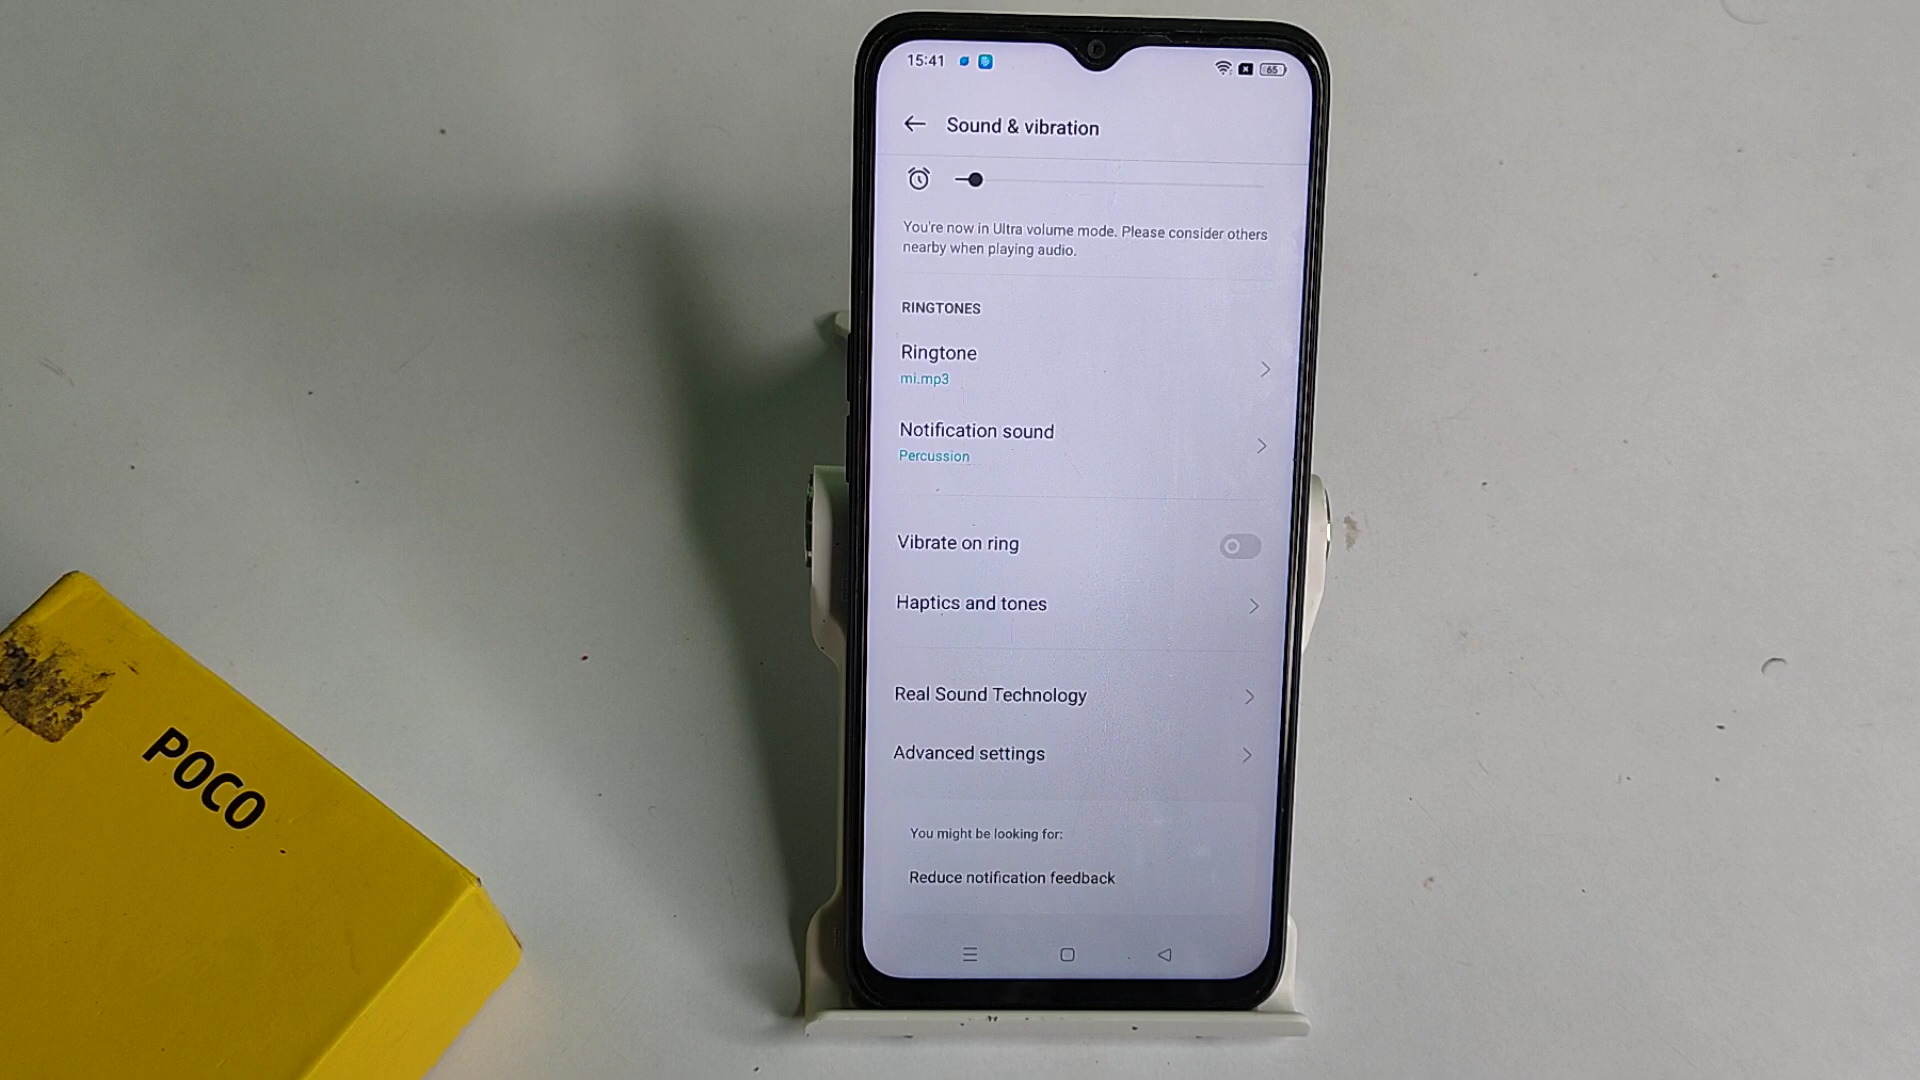 15:41
65
Sound & vibration
You're now in Ultra volume mode. Please consider others
nearby when playing audio.
RINGTONES
Ringtone
mi.mp3
Notification sound
Percussion
Vibrate on ring
Haptics and tones
Real Sound Technology
Advanced settings
You might be looking for:
Reduce notification feedback
POCO